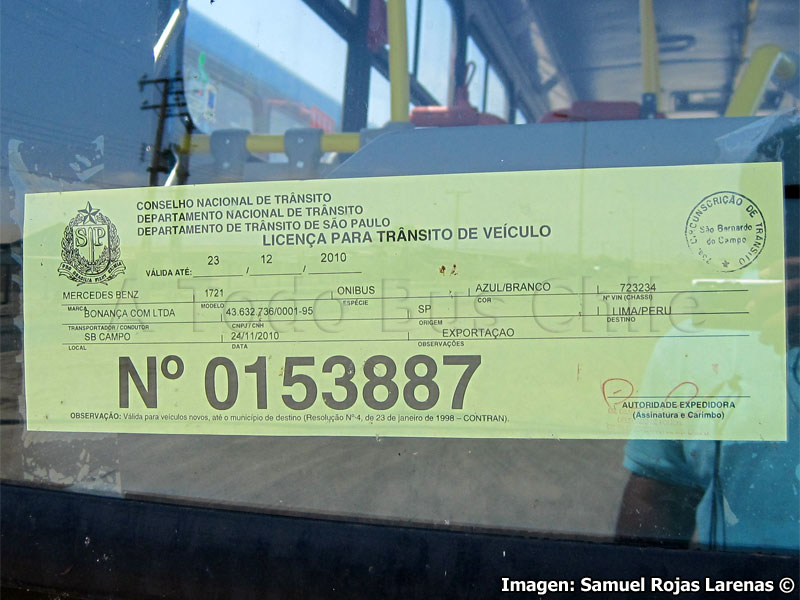 CONSELHO NACIONAL DE TRÂNSITO
DEPARTAMENTO NACIONAL DE TRÂNSITO
DEPARTAMENTO DE TRÂNSITO DE SÃO PAULO
LICENÇA PARA TRÂNSITO DE VEÍCULO
SP
CIRCUNSCRIÇÃO DE TRÂNSITO
São Bernardo
do Campo
VÁLIDA ATÉ: 23 / 12 / 2010
MERCEDES BENZ 1721 ONIBUS AZUL/BRANCO 723234
MARCA MODELO ESPÉCIE COR Nº VIN (CHASSI)
BONANÇA COM LTDA 43.632.736/0001-95 SP LIMA/PERU
TRANSPORTADOR / CONDUTOR CNPJ / CNH ORIGEM DESTINO
SB CAMPO 24/11/2010 EXPORTAÇAO
LOCAL DATA OBSERVAÇÕES
Nº 0153887
AUTORIDADE EXPEDIDORA
(Assinatura e Carimbo)
OBSERVAÇÃO: Válida para veículos novos, até o município de destino (Resolução Nº 4, de 23 de janeiro de 1998 – CONTRAN).
Todo Bus Chile
Imagen: Samuel Rojas Larenas ©